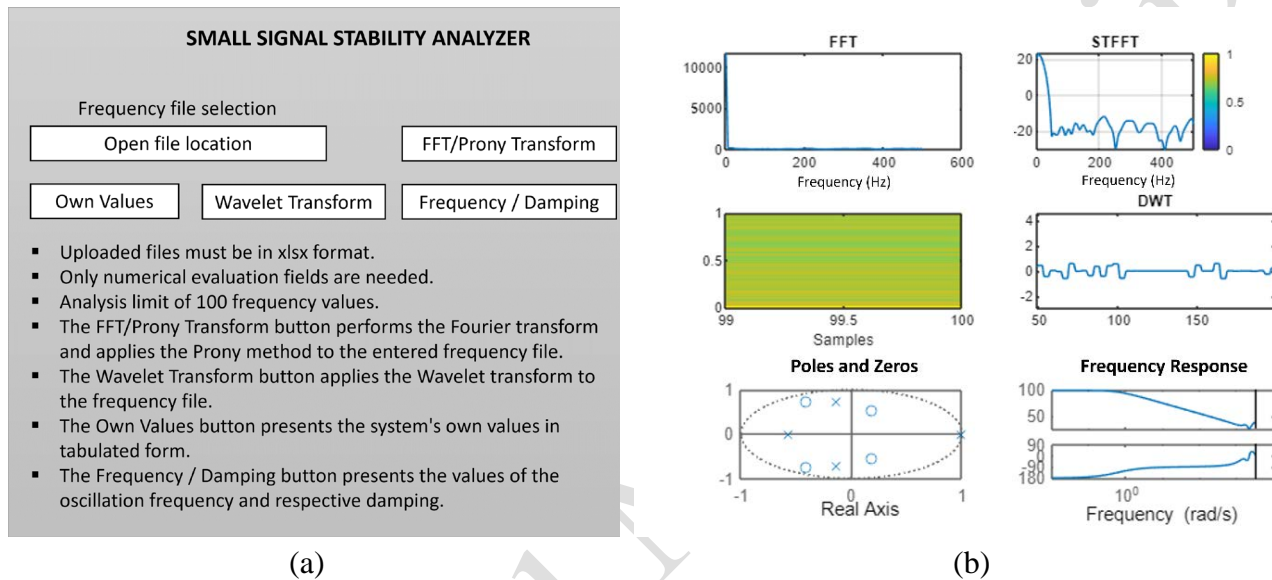 SMALL SIGNAL STABILITY ANALYZER
Frequency file selection
Open file location
FFT/Prony Transform
Own Values
Wavelet Transform
Frequency / Damping
▪ Uploaded files must be in xlsx format.
▪ Only numerical evaluation fields are needed.
▪ Analysis limit of 100 frequency values.
▪ The FFT/Prony Transform button performs the Fourier transform
and applies the Prony method to the entered frequency file.
▪ The Wavelet Transform button applies the Wavelet transform to
the frequency file.
▪ The Own Values button presents the system's own values in
tabulated form.
▪ The Frequency / Damping button presents the values of the
oscillation frequency and respective damping.
(a)
FFT
10000
5000
0
0 200 400 600
Frequency (Hz)
STFFT
20
0
-20
0 200 400
Frequency (Hz)
1
0.5
0
1
0.5
0
99 99.5 100
Samples
DWT
4
2
0
-2
50 100 150
Poles and Zeros
1
0
-1
-1 0 1
Real Axis
Frequency Response
100
50
90
0
-90
180
10⁰
Frequency (rad/s)
(b)